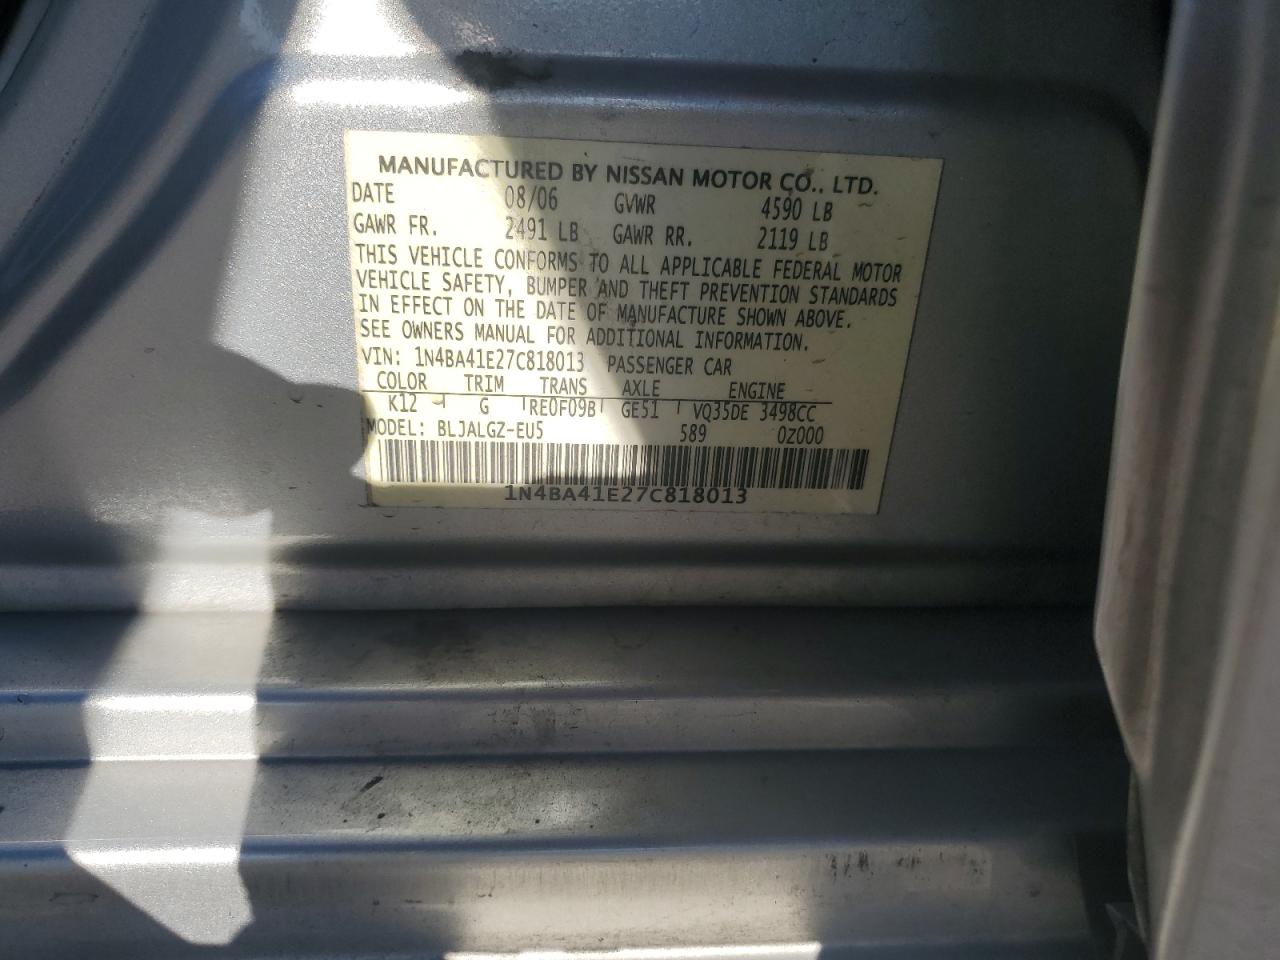 MANUFACTURED BY NISSAN MOTOR CO., LTD.
DATE 08/06 GVWR 4590 LB
GAWR FR. 2491 LB GAWR RR. 2119 LB
THIS VEHICLE CONFORMS TO ALL APPLICABLE FEDERAL MOTOR
VEHICLE SAFETY, BUMPER AND THEFT PREVENTION STANDARDS
IN EFFECT ON THE DATE OF MANUFACTURE SHOWN ABOVE.
SEE OWNERS MANUAL FOR ADDITIONAL INFORMATION.
VIN: 1N4BA41E27C818013 PASSENGER CAR
COLOR TRIM TRANS AXLE ENGINE
K12 G RE0F09B GE51 VQ35DE 3498CC
MODEL: BLJALGZ-EU5 589 0Z000
1N4BA41E27C818013